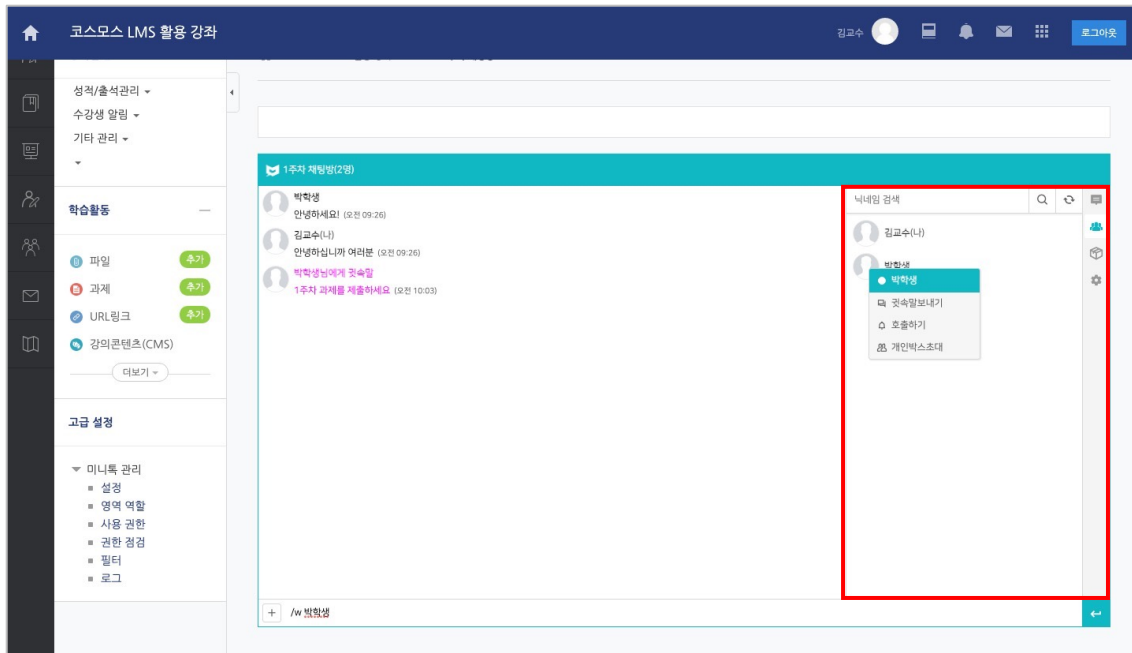 코스모스 LMS 활용 강좌
김교수
로그아웃
성적/출석관리
수강생 알림
기타 관리
학습활동
파일 추가
과제 추가
URL링크 추가
강의콘텐츠(CMS)
더보기
고급 설정
미니톡 관리
설정
영역 역할
사용 권한
권한 점검
필터
로그
1주차 채팅방(2명)
박학생
안녕하세요! (오전 09:26)
김교수(나)
안녕하십니까 여러분 (오전 09:26)
박학생님에게 귓속말
1주차 과제를 제출하세요 (오전 10:03)
/w 박학생
닉네임 검색
김교수(나)
박학생
박학생
귓속말보내기
호출하기
개인박스초대